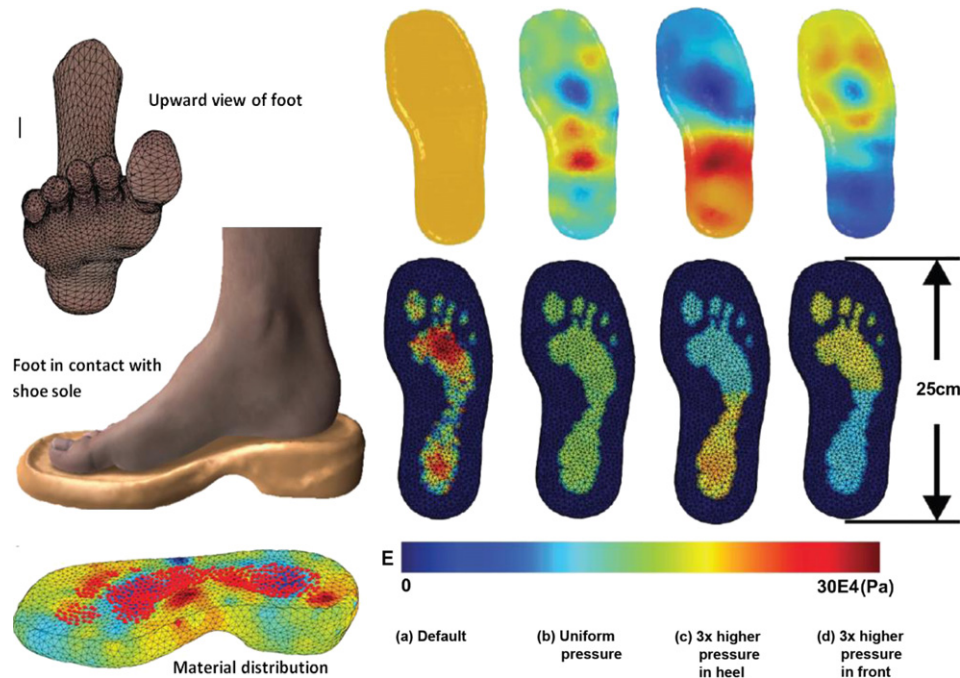 Upward view of foot
Foot in contact with
shoe sole
25cm
E
0
30E4 (Pa)
(a) Default
(b) Uniform
pressure
(c) 3x higher
pressure
in heel
(d) 3x higher
pressure
in front
Material distribution